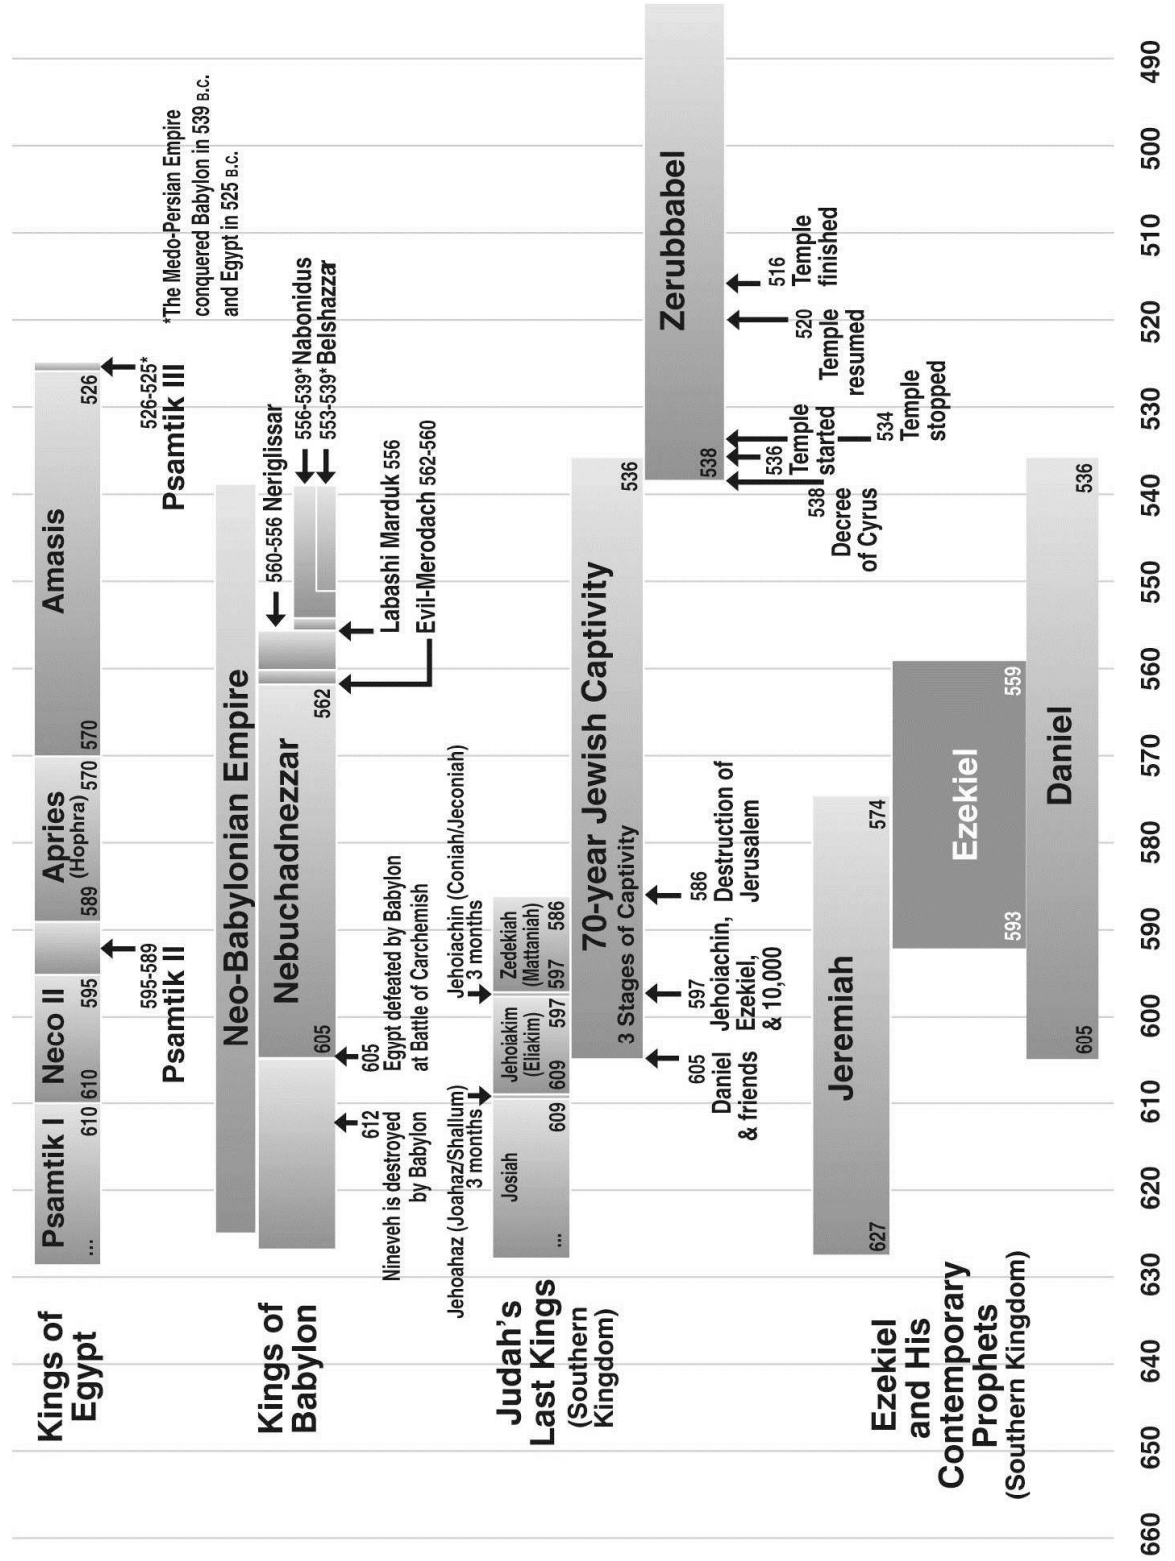 Kings of
Egypt
Psamtik I
...
610
Neco II
610
595
595-589
Psamtik II
Apries
(Hophra)
589
570
Amasis
570
526
526-525*
Psamtik III
*The Medo-Persian Empire
conquered Babylon in 539 B.C.
and Egypt in 525 B.C.
Kings of
Babylon
Neo-Babylonian Empire
Nebuchadnezzar
605
562
560-556 Neriglissar
556-539* Nabonidus
553-539* Belshazzar
Labashi Marduk 556
Evil-Merodach 562-560
612
Nineveh is destroyed
by Babylon
605
Egypt defeated by Babylon
at Battle of Carchemish
Judah's
Last Kings
(Southern
Kingdom)
Jehoahaz (Joahaz/Shallum)
3 months
Jehoiachin (Coniah/Jeconiah)
3 months
Josiah
...
609
Jehoiakim
(Eliakim)
609
597
Zedekiah
(Mattaniah)
597
586
70-year Jewish Captivity
3 Stages of Captivity
536
605
Daniel
& friends
597
Jehoiachin,
Ezekiel,
& 10,000
586
Destruction of
Jerusalem
Zerubbabel
538
538
Decree
of Cyrus
536
Temple
started
534
Temple
stopped
520
Temple
resumed
516
Temple
finished
Ezekiel
and His
Contemporary
Prophets
(Southern Kingdom)
Jeremiah
627
574
Ezekiel
593
559
Daniel
605
536
660
650
640
630
620
610
600
590
580
570
560
550
540
530
520
510
500
490